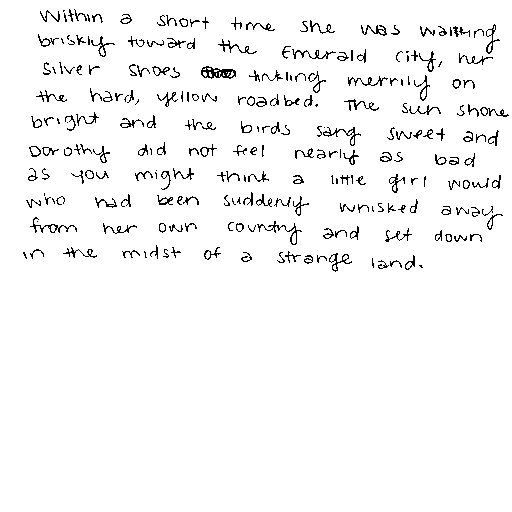 Within a short time she was walking
briskly toward the Emerald City, her
silver shoes tinkling merrily on
the hard, yellow roadbed. The sun shone
bright and the birds sang sweet and
Dorothy did not feel nearly as bad
as you might think a little girl would
who had been suddenly whisked away
from her own country and set down
in the midst of a strange land.